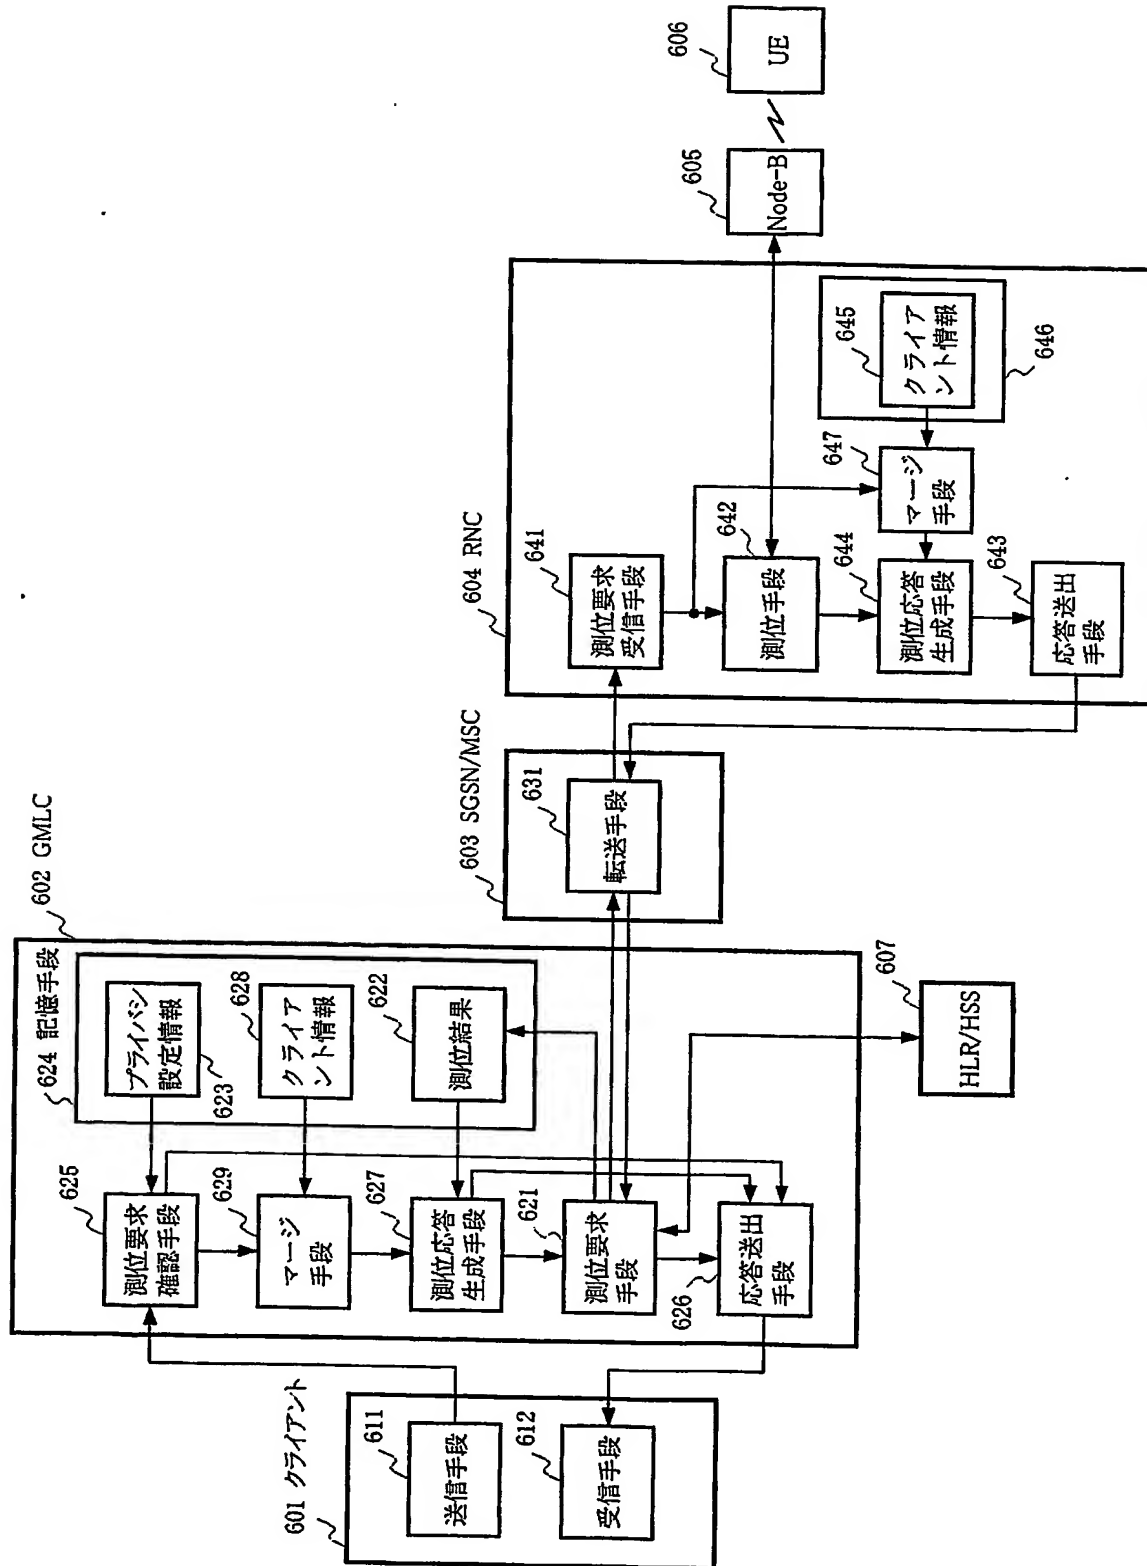 601 クライアント
611
送信手段
612
受信手段
602 GMLC
624 記憶手段
625
測位要求
確認手段
プライバシ
設定情報
623
629
マージ
手段
628
クライア
ント情報
627
測位応答
生成手段
622
測位結果
621
測位要求
手段
626
応答送出
手段
607
HLR/HSS
603 SGSN/MSC
631
転送手段
604 RNC
641
測位要求
受信手段
642
測位手段
644
測位応答
生成手段
643
応答送出
手段
647
マージ
手段
645
クライア
ント情報
646
605
Node-B
606
UE